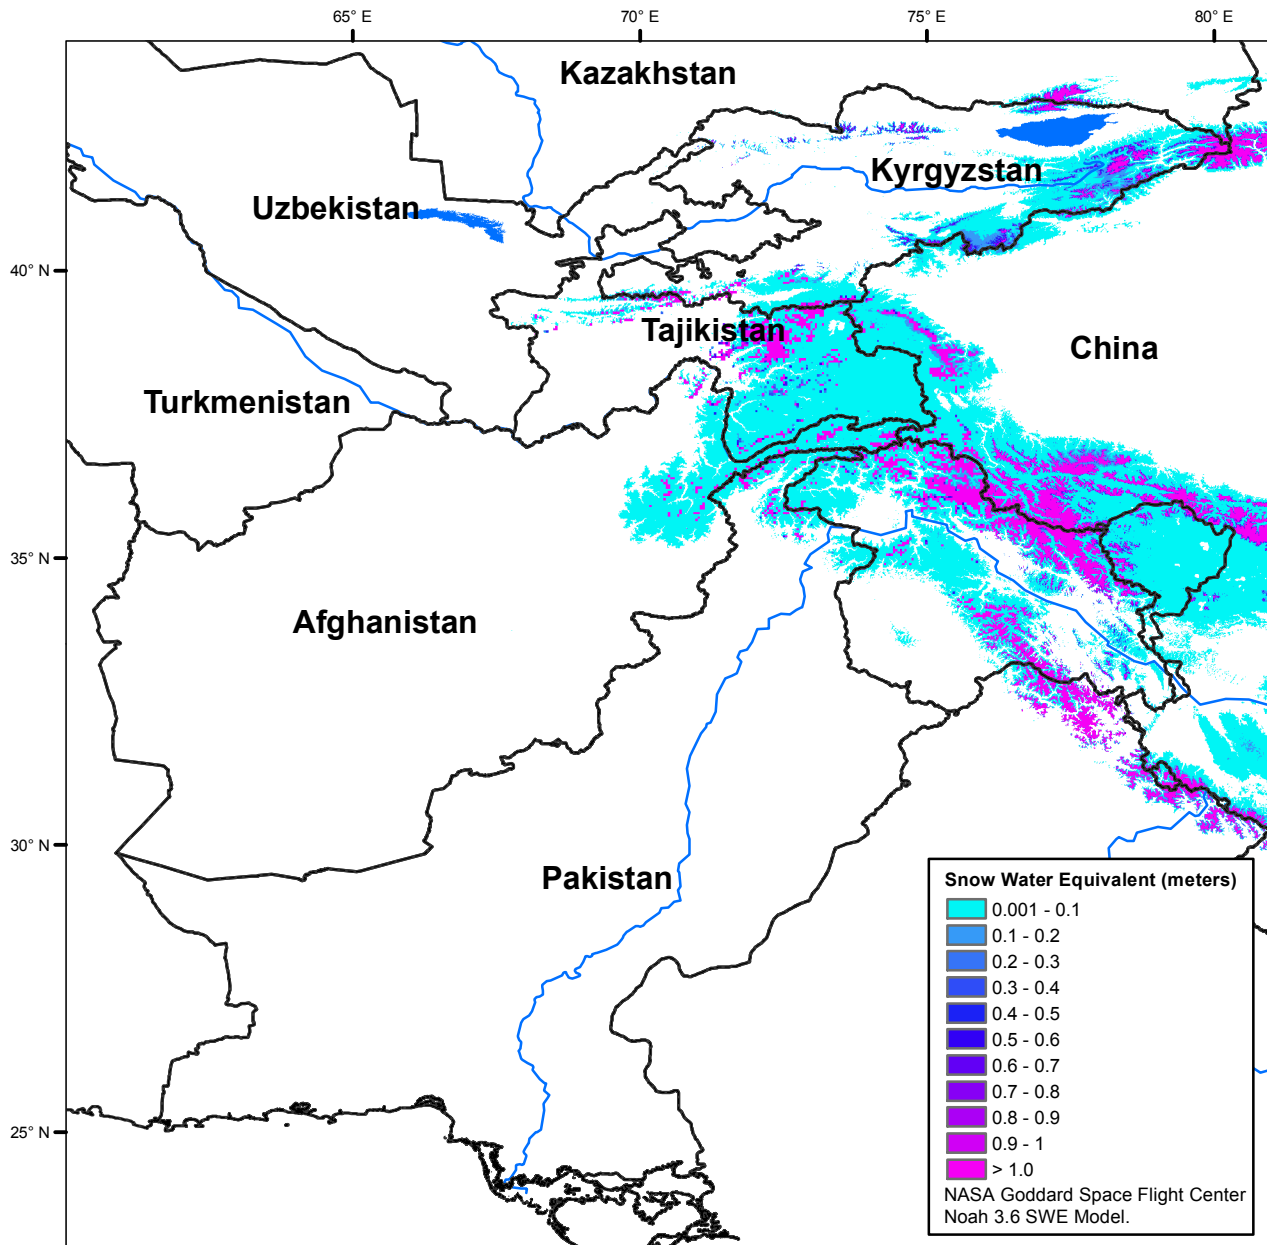 65° E 70° E 75° E 80° E
Kazakhstan
Kyrgyzstan
Uzbekistan
40° N
Tajikistan
China
Turkmenistan
35° N
Afghanistan
30° N
Pakistan
25° N
Snow Water Equivalent (meters)
0.001 - 0.1
0.1 - 0.2
0.2 - 0.3
0.3 - 0.4
0.4 - 0.5
0.5 - 0.6
0.6 - 0.7
0.7 - 0.8
0.8 - 0.9
0.9 - 1
> 1.0
NASA Goddard Space Flight Center
Noah 3.6 SWE Model.